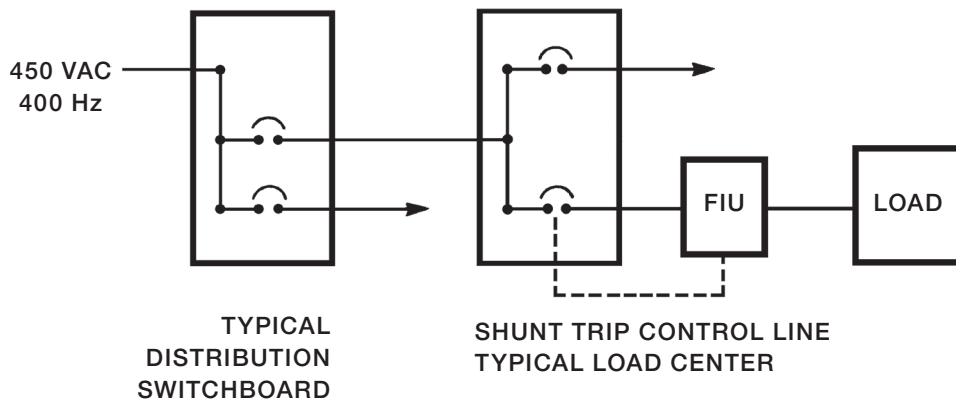 450 VAC
400 Hz
FIU
LOAD
TYPICAL
DISTRIBUTION
SWITCHBOARD
SHUNT TRIP CONTROL LINE
TYPICAL LOAD CENTER